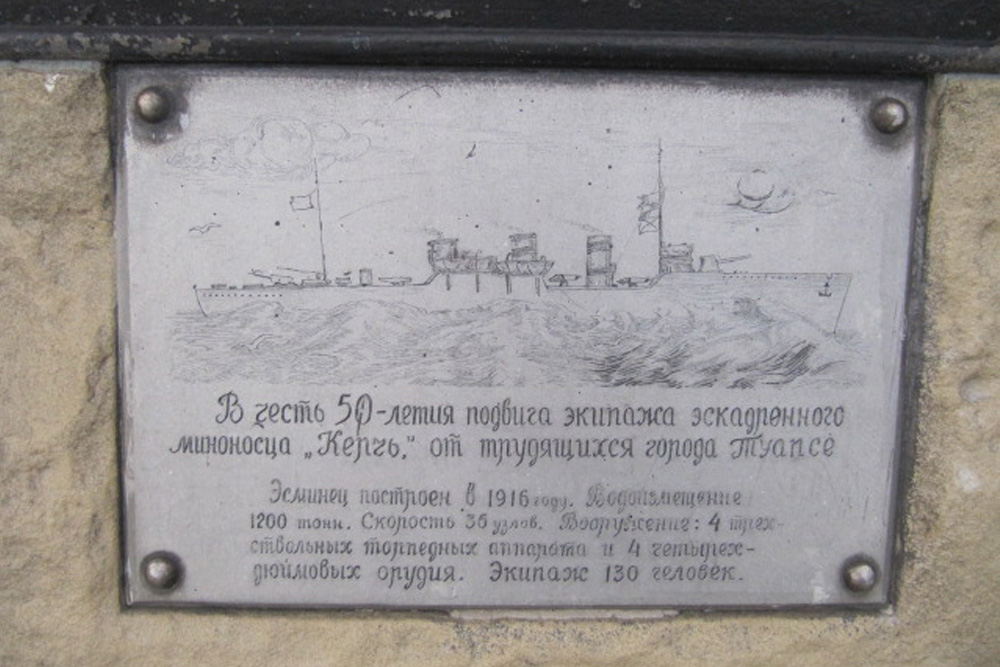 В честь 50-летия подвига экипажа эскадренного
миноносца „Керчь." от трудящихся города Туапсе
Эсминец построен в 1916 году. Водоизмещение
1200 тонн. Скорость 36 узлов. Вооружение: 4 трех-
ствольных торпедных аппарата и 4 четырех-
дюймовых орудия. Экипаж 130 человек.